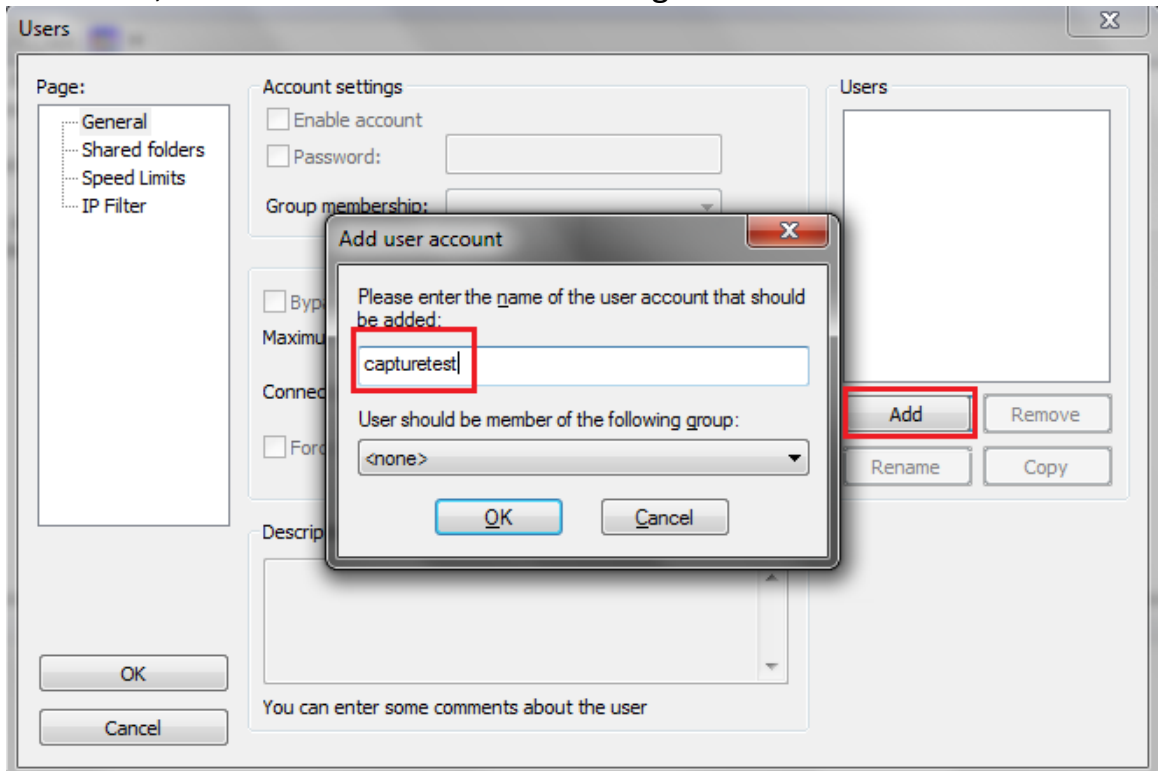 Users
Page:
General
Shared folders
Speed Limits
IP Filter
OK
Cancel
Account settings
Enable account
Password:
Group membership:
Maximu
Connec
Descrip
You can enter some comments about the user
Add user account
Please enter the name of the user account that should
be added:
capturetest
User should be member of the following group:
<none>
OK
Cancel
Users
Add
Remove
Rename
Copy